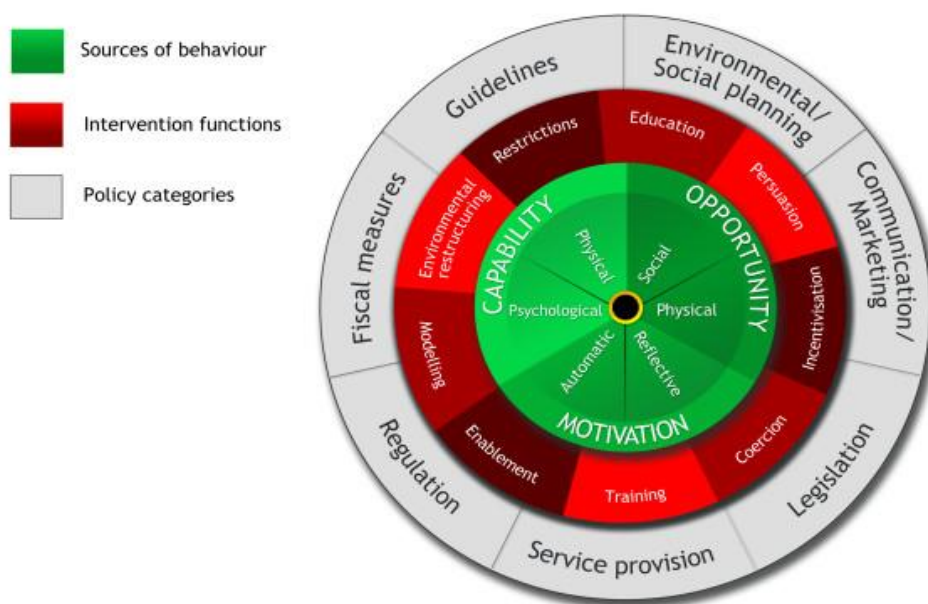 Sources of behaviour
Intervention functions
Policy categories
Guidelines
Environmental/
Social planning
Communication/
Marketing
Legislation
Service provision
Regulation
Fiscal measures
Restrictions
Education
Persuasion
Incentivisation
Coercion
Training
Enablement
Modelling
Environmental
restructuring
CAPABILITY
OPPORTUNITY
MOTIVATION
Physical
Social
Physical
Reflective
Automatic
Psychological